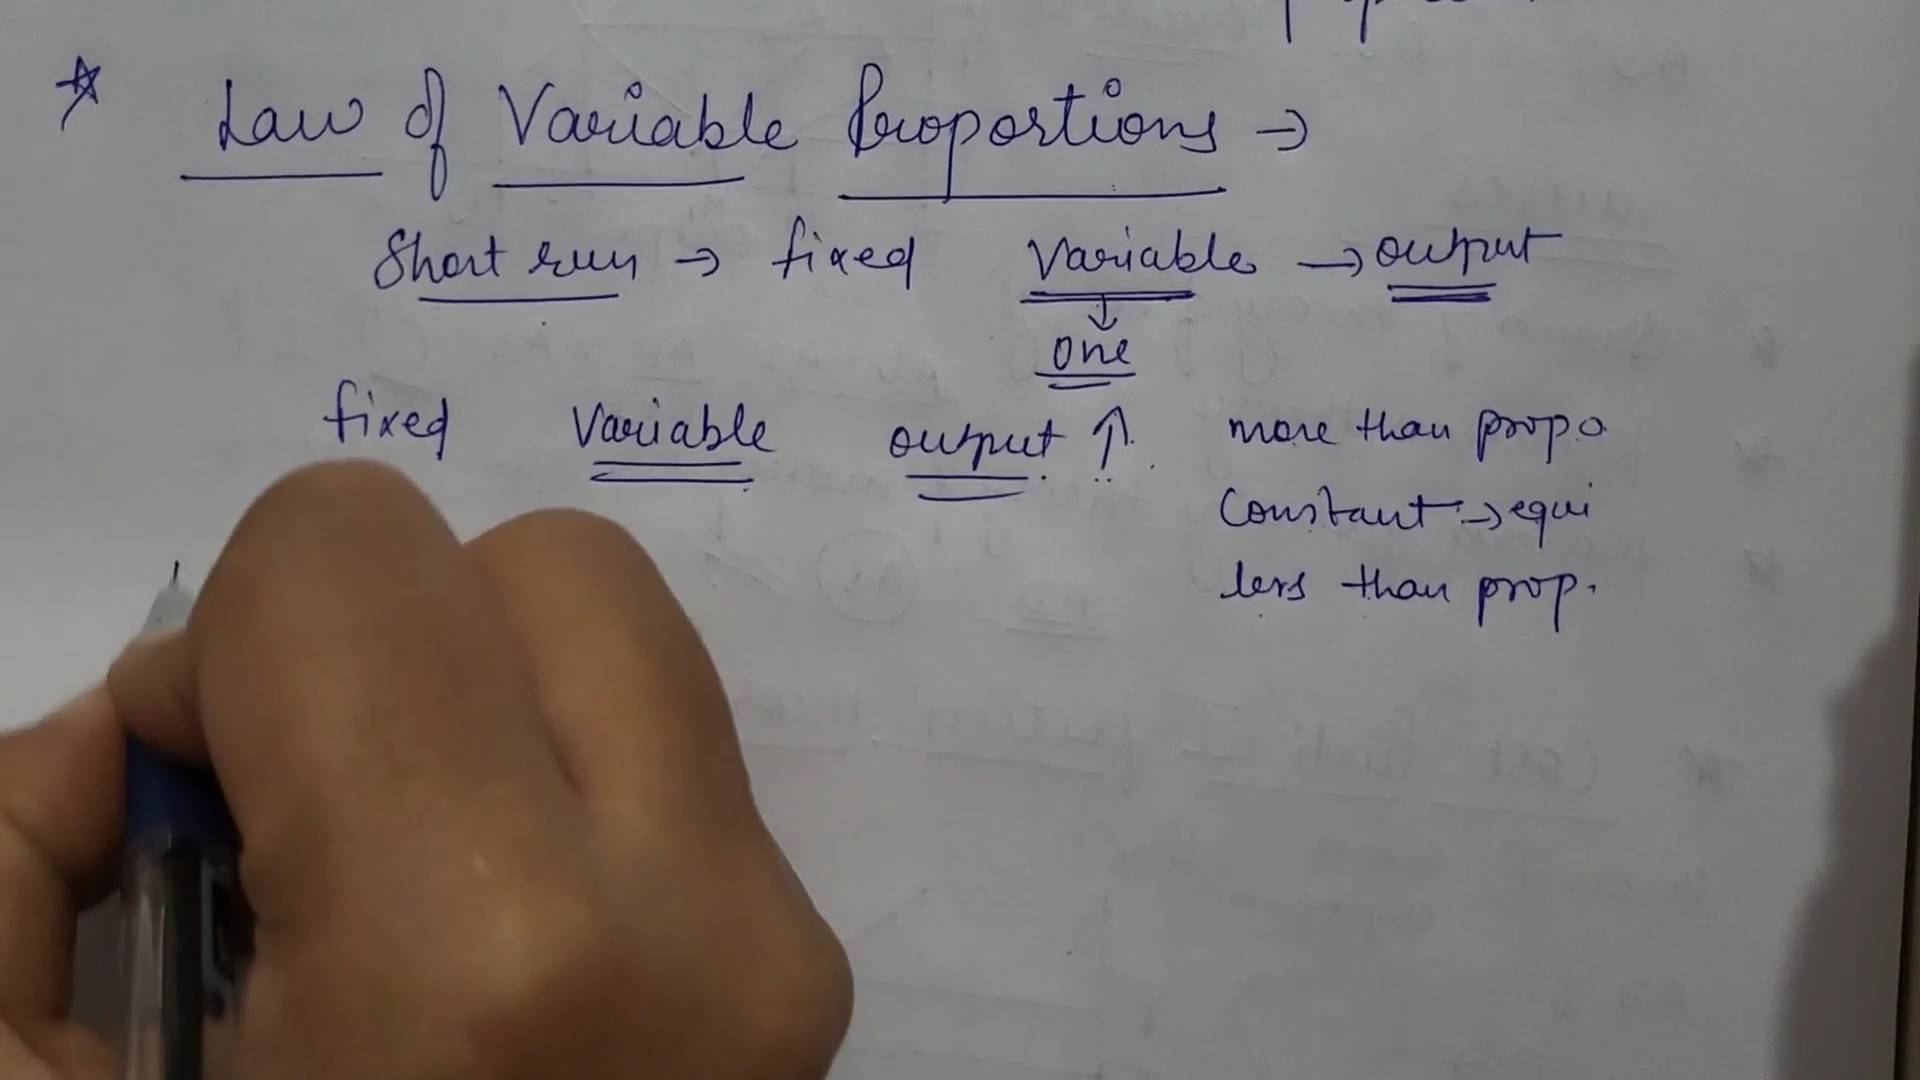 ☆ Law of Variable Proportions →
Short run → fixed Variable → output
↓
one
fixed Variable output ↑ more than propo
Constant → equi
less than prop.